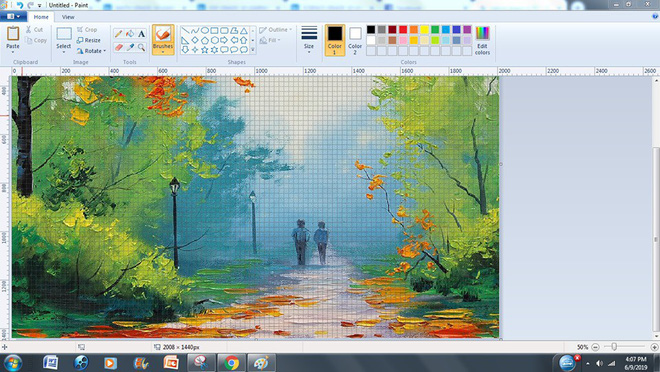 Untitled - Paint
Home View
Paste
Cut
Copy
Clipboard
Select
Crop
Resize
Rotate
Image
A
Tools
Brushes
Outline
Fill
Shapes
Size
Color
1
Color
2
Edit
colors
Colors
0 200 400 600 800 1000 1200 1400 1600 1800 2000 2200 2400 2600
400
600
800
1000
1200
1400
2008 × 1440px
50%
4:07 PM
6/9/2019